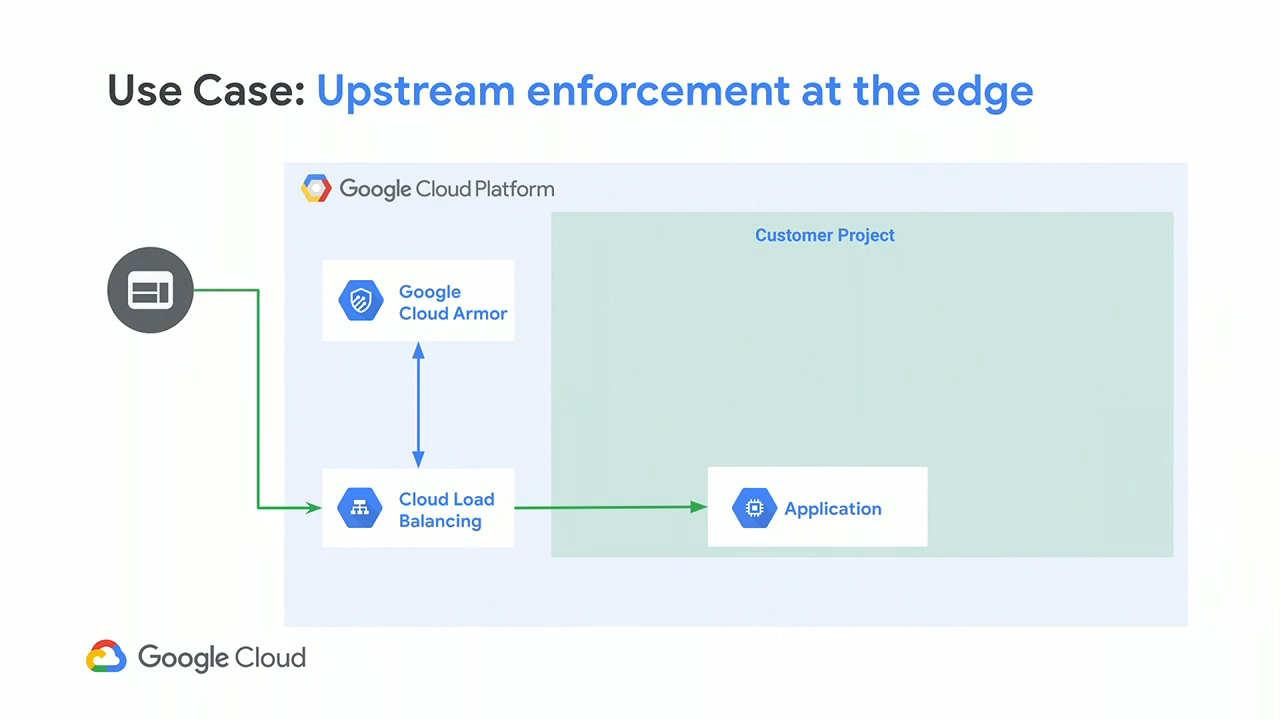 Use Case: Upstream enforcement at the edge
Google Cloud Platform
Customer Project
Google
Cloud Armor
Cloud Load
Balancing
Application
Google Cloud